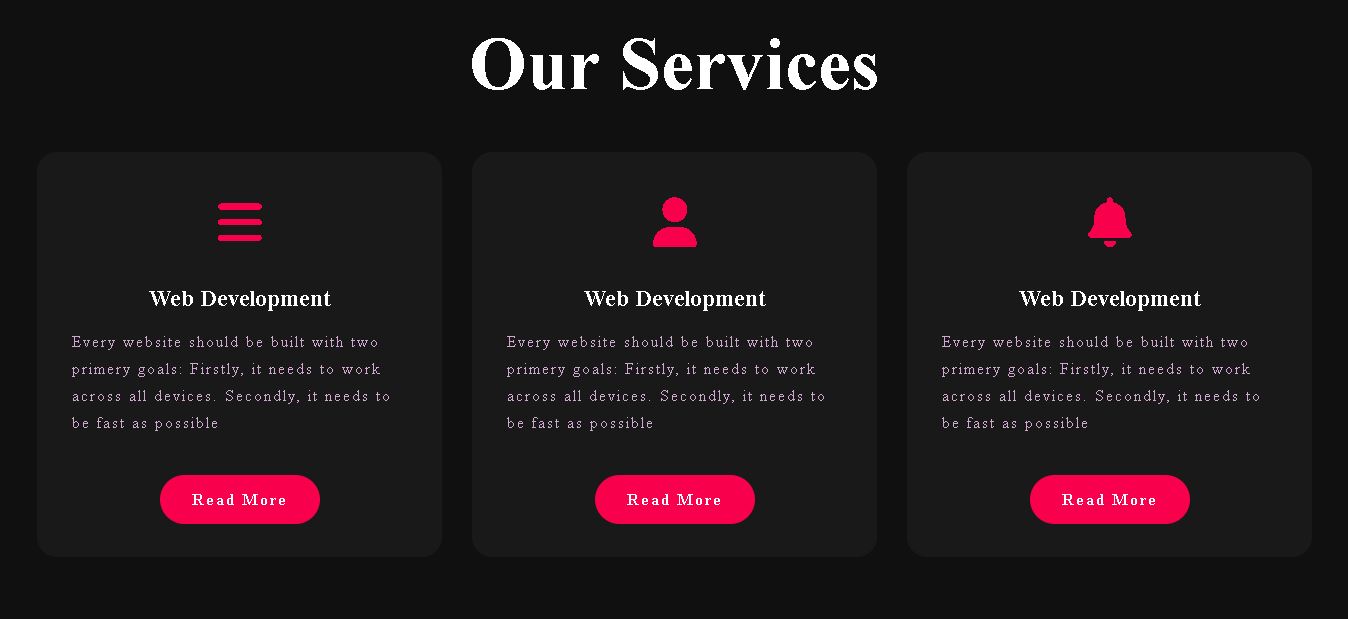 Our Services
Web Development
Every website should be built with two
primery goals: Firstly, it needs to work
across all devices. Secondly, it needs to
be fast as possible
Read More
Web Development
Every website should be built with two
primery goals: Firstly, it needs to work
across all devices. Secondly, it needs to
be fast as possible
Read More
Web Development
Every website should be built with two
primery goals: Firstly, it needs to work
across all devices. Secondly, it needs to
be fast as possible
Read More